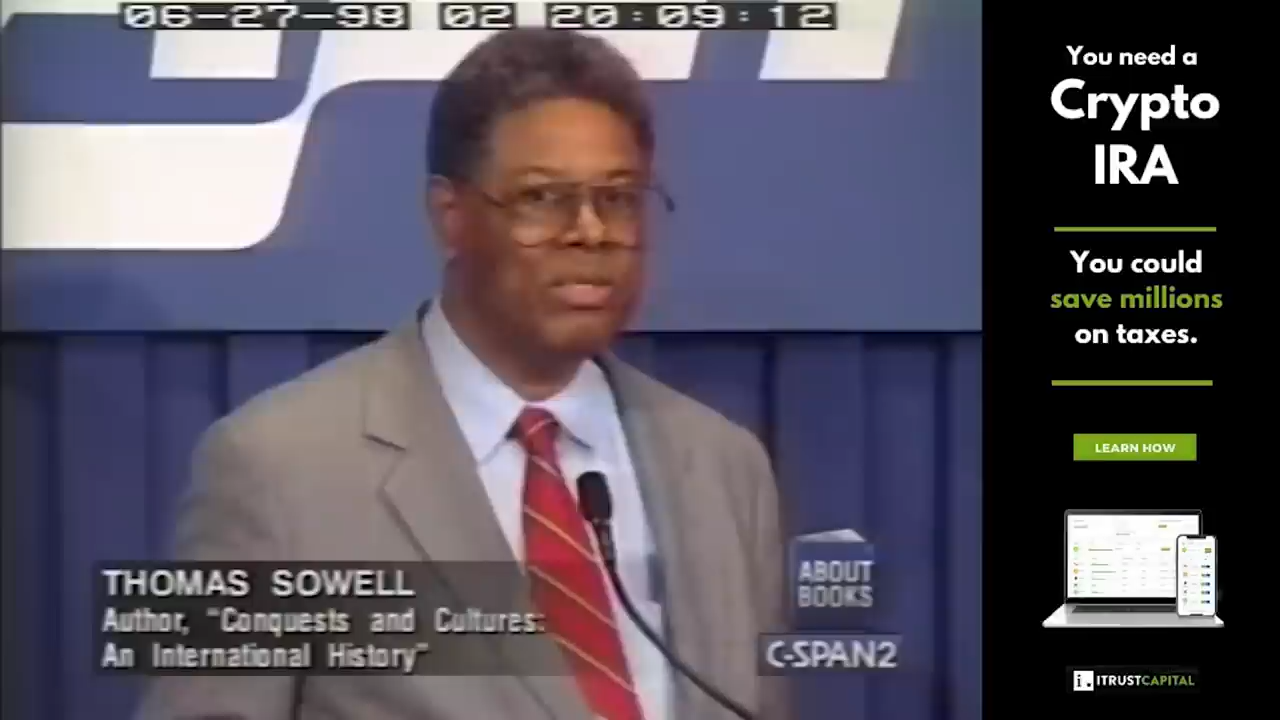 06-27-98 02 20:09:12
THOMAS SOWELL
Author, "Conquests and Cultures:
An International History"
ABOUT
BOOKS
C-SPAN2
You need a
Crypto
IRA
You could
save millions
on taxes.
LEARN HOW
i. ITRUSTCAPITAL